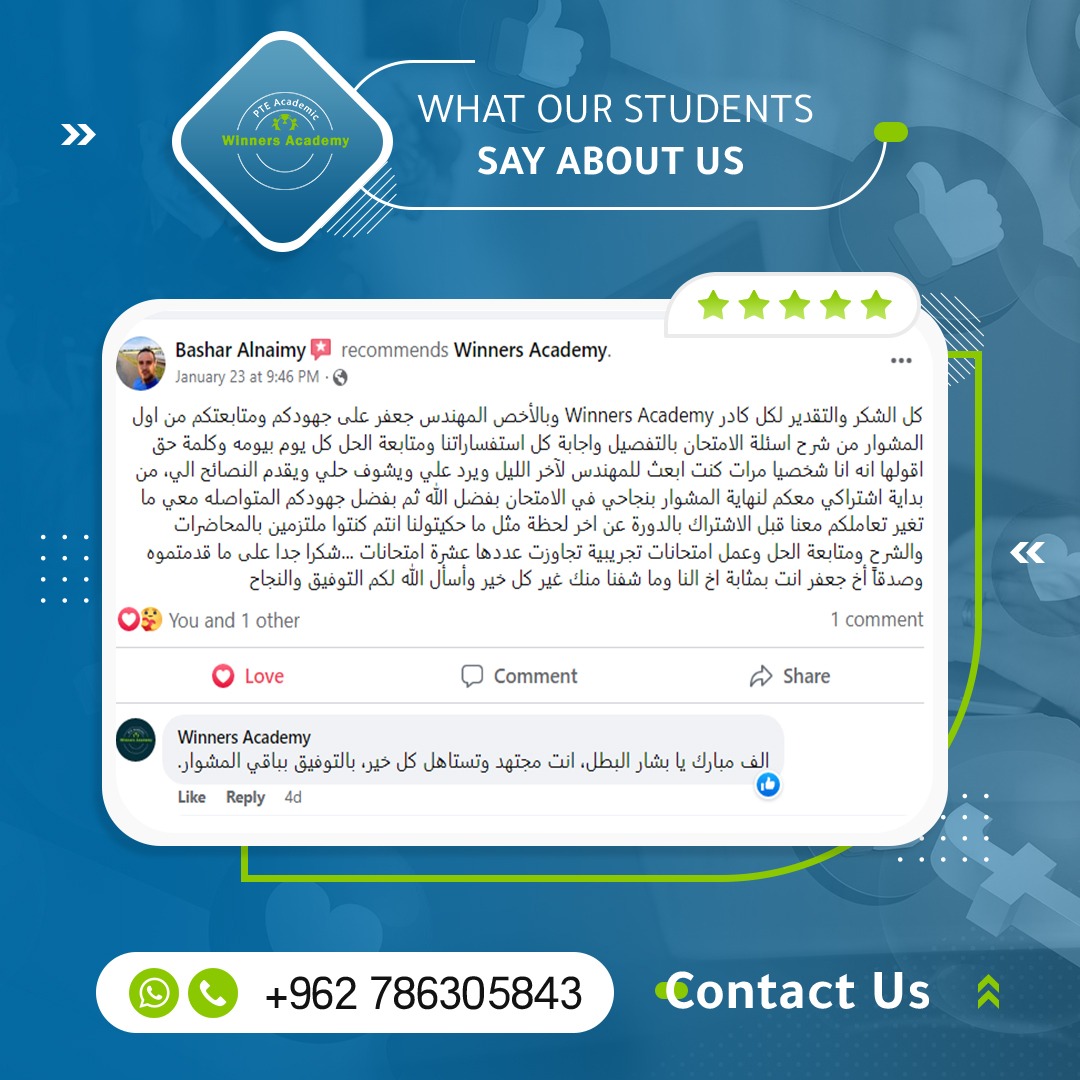 PTE Academic
Winners Academy
WHAT OUR STUDENTS
SAY ABOUT US
Bashar Alnaimy recommends Winners Academy.
January 23 at 9:46 PM ·
كل الشكر والتقدير لكل كادر Winners Academy وبالأخص المهندس جعفر على جهودكم ومتابعتكم من اول
المشوار من شرح اسئلة الامتحان بالتفصيل واجابة كل استفساراتنا ومتابعة الحل كل يوم بيومه وكلمة حق
اقولها انه انا شخصيا مرات كنت ابعث للمهندس لآخر الليل ويرد علي ويشوف حلي ويقدم النصائح الي، من
بداية اشتراكي معكم لنهاية المشوار بنجاحي في الامتحان بفضل الله ثم بفضل جهودكم المتواصله معي ما
تغير تعاملكم معنا قبل الاشتراك بالدورة عن اخر لحظة مثل ما حكيتولنا انتم كنتوا ملتزمين بالمحاضرات
والشرح ومتابعة الحل وعمل امتحانات تجريبية تجاوزت عددها عشرة امتحانات ...شكرا جدا على ما قدمتموه
وصدقاً أخ جعفر انت بمثابة اخ النا وما شفنا منك غير كل خير وأسأل الله لكم التوفيق والنجاح
You and 1 other
1 comment
Love
Comment
Share
Winners Academy
الف مبارك يا بشار البطل، انت مجتهد وتستاهل كل خير، بالتوفيق بباقي المشوار.
Like Reply 4d
+962 786305843
Contact Us